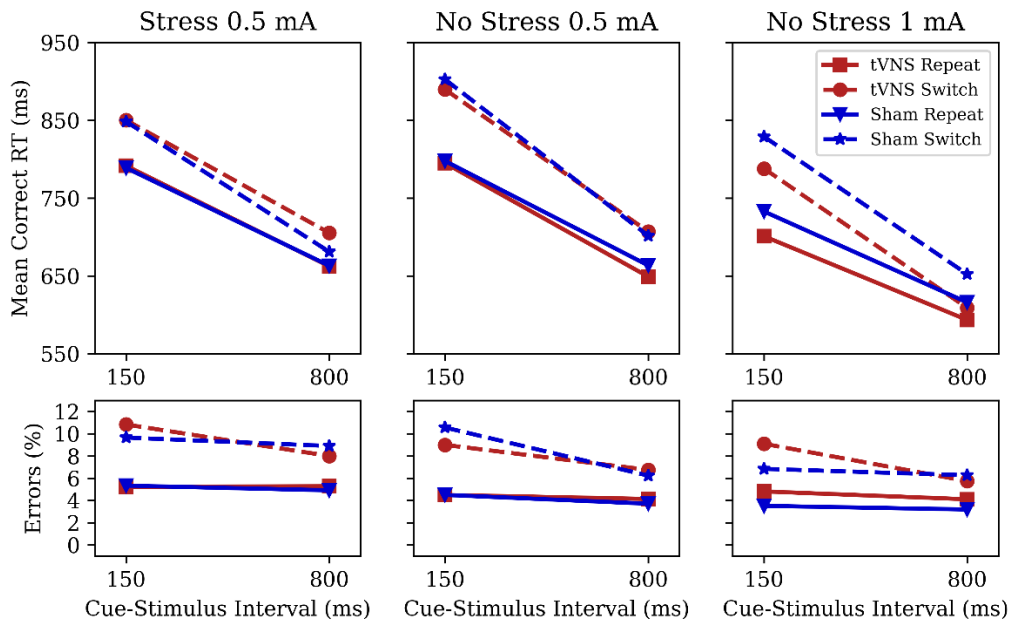 Stress 0.5 mA
No Stress 0.5 mA
No Stress 1 mA
Mean Correct RT (ms)
950
850
750
650
550
150
800
150
800
150
800
tVNS Repeat
tVNS Switch
Sham Repeat
Sham Switch
Errors (%)
12
10
8
6
4
2
0
150
800
150
800
150
800
Cue-Stimulus Interval (ms)
Cue-Stimulus Interval (ms)
Cue-Stimulus Interval (ms)